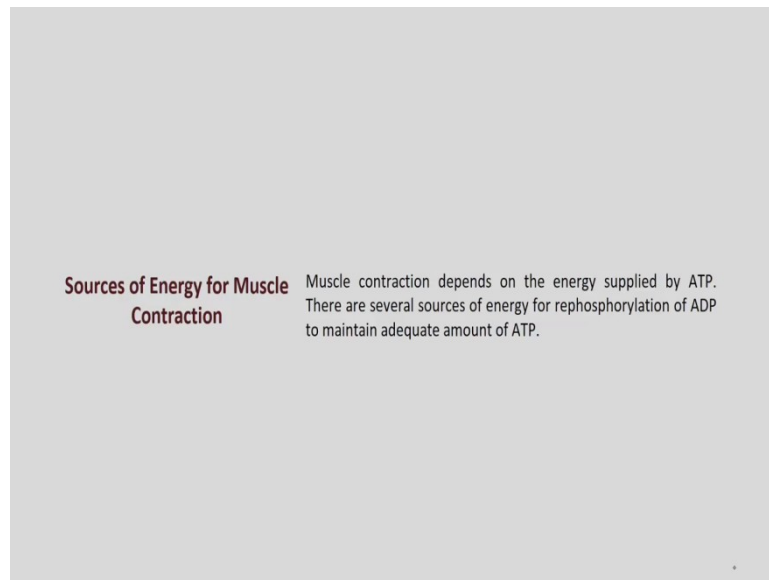 Sources of Energy for Muscle
Contraction
Muscle contraction depends on the energy supplied by ATP.
There are several sources of energy for rephosphorylation of ADP
to maintain adequate amount of ATP.